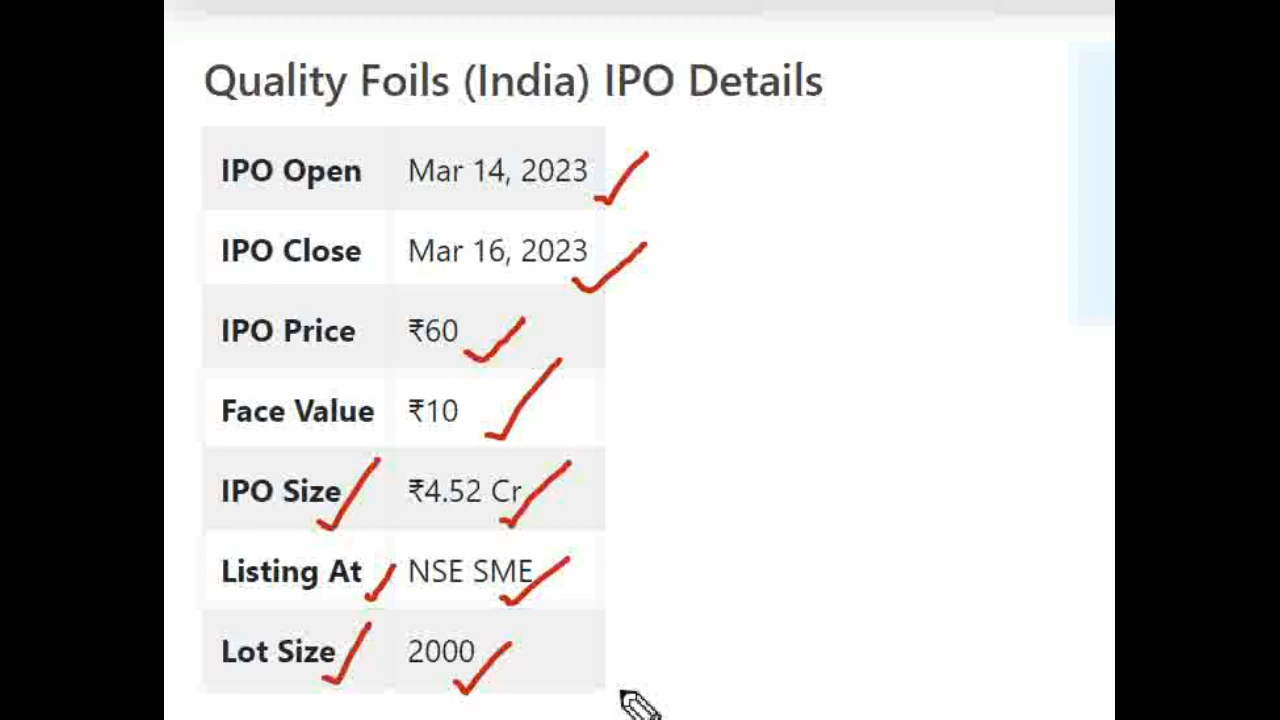 Quality Foils (India) IPO Details
IPO Open Mar 14, 2023
IPO Close Mar 16, 2023
IPO Price ₹60
Face Value ₹10
IPO Size ₹4.52 Cr
Listing At NSE SME
Lot Size 2000